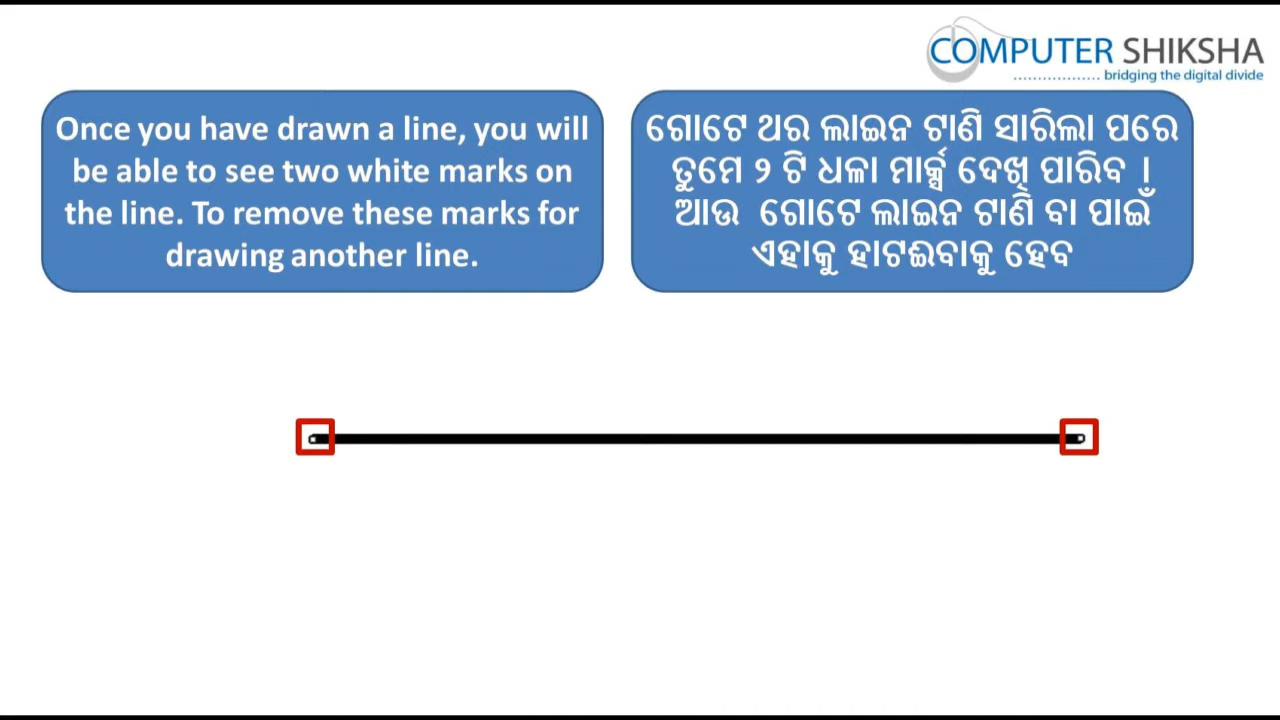 COMPUTER SHIKSHA
bridging the digital divide
Once you have drawn a line, you will
be able to see two white marks on
the line. To remove these marks for
drawing another line.
ଗୋଟେ ଥର ଲାଇନ ଟାଣି ସାରିଲା ପରେ
ତୁମେ ୨ ଟି ଧଳା ମାର୍କ୍ସ ଦେଖି ପାରିବ ।
ଆଉ ଗୋଟେ ଲାଇନ ଟାଣି ବା ପାଇଁ
ଏହାକୁ ହାଟଈବାକୁ ହେବ